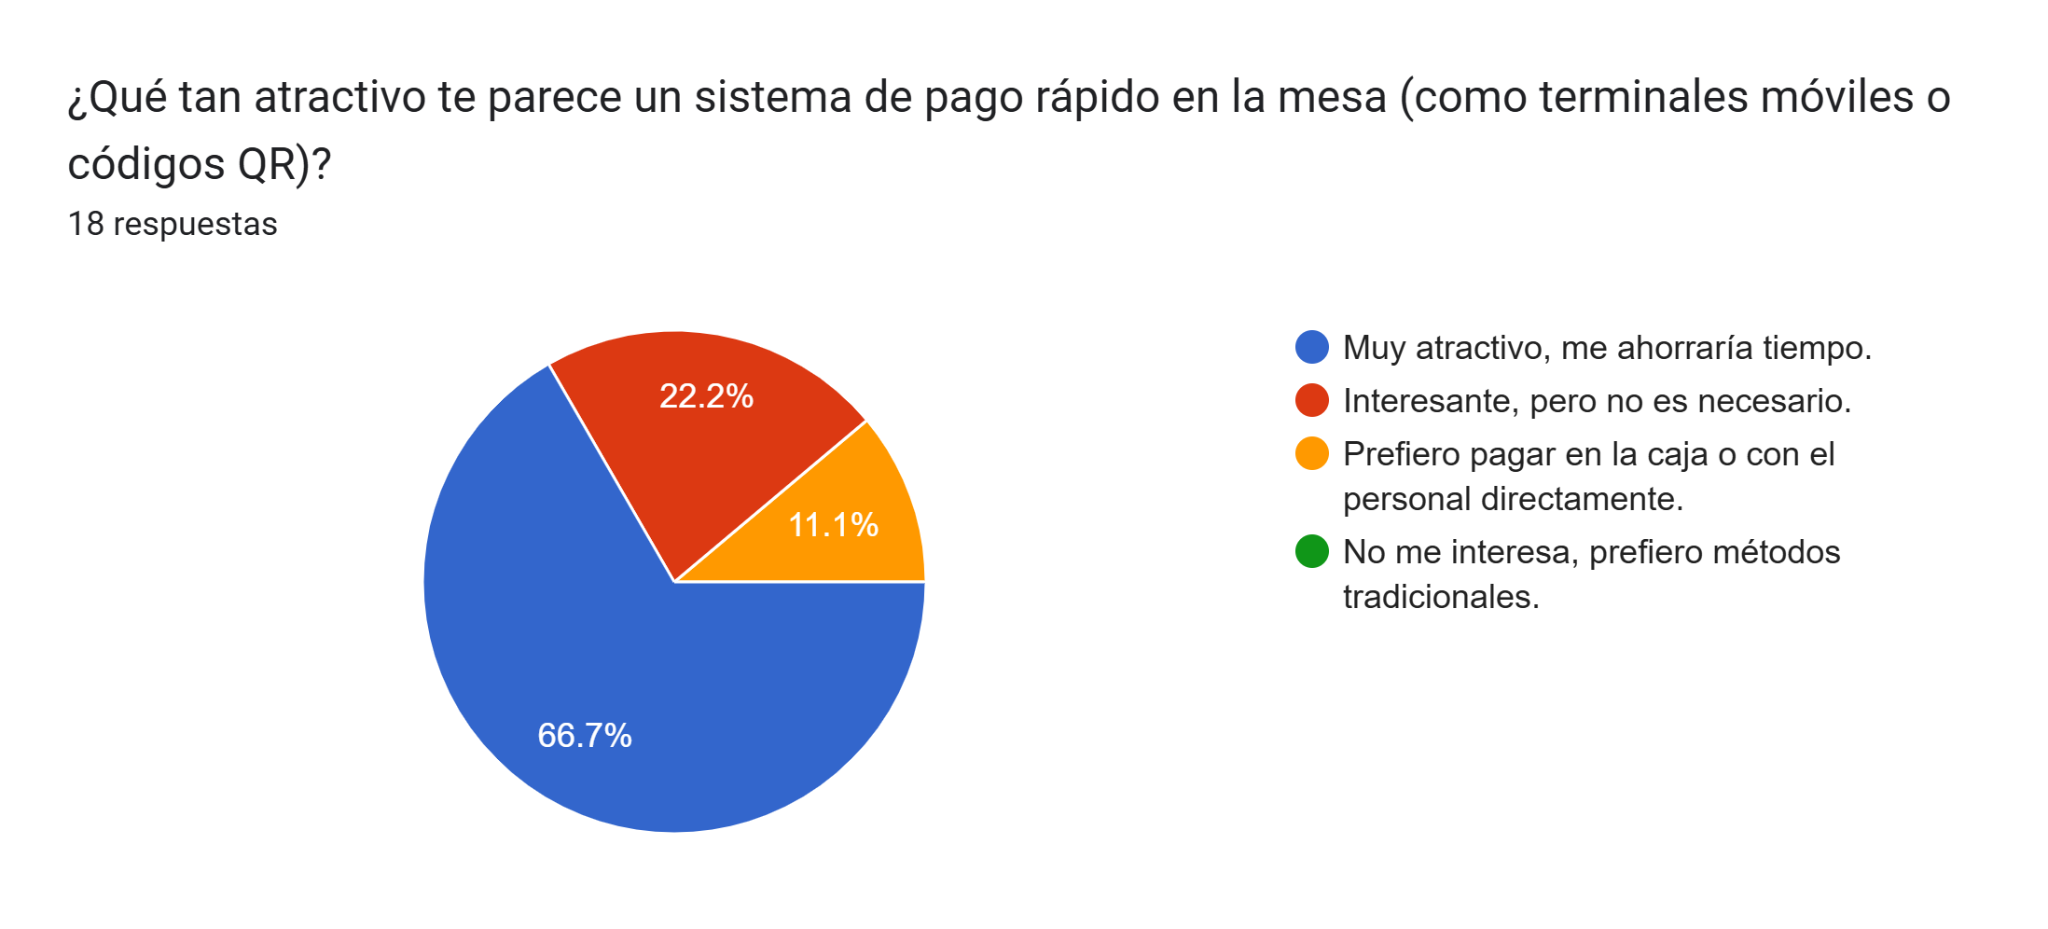 ¿Qué tan atractivo te parece un sistema de pago rápido en la mesa (como terminales móviles o
códigos QR)?
18 respuestas
22.2%
11.1%
66.7%
Muy atractivo, me ahorraría tiempo.
Interesante, pero no es necesario.
Prefiero pagar en la caja o con el
personal directamente.
No me interesa, prefiero métodos
tradicionales.